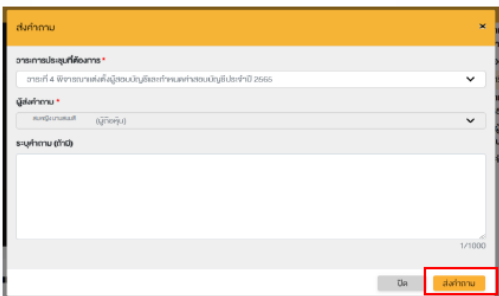 ส่งคำถาม
วาระการประชุมที่ต้องการ *
วาระที่ 4 พิจารณาแต่งตั้งผู้สอบบัญชีและกำหนดค่าสอบบัญชีประจำปี 2565
ผู้ส่งคำถาม *
(ผู้ถือหุ้น)
ระบุคำถาม (ถ้ามี)
1/1000
ปิด ส่งคำถาม